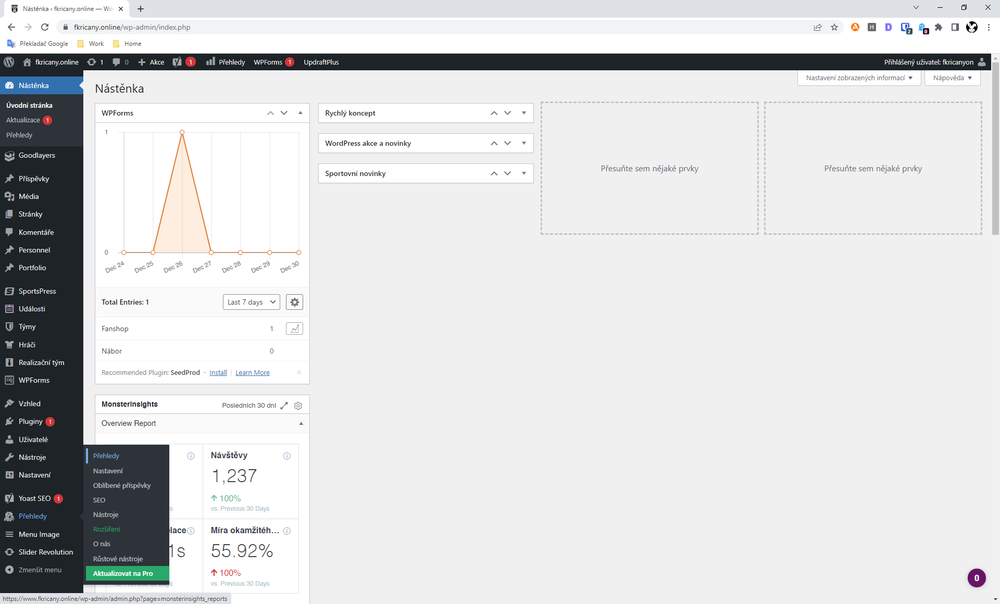 Nástěnka ‹ fkricany.online — Wo
fkricany.online/wp-admin/index.php
2
0
Překladač Google
Work
Home
fkricany.online
1
0
Akce
1
Přehledy
WPForms
1
UpdraftPlus
Přihlášený uživatel: fkricanyon
Nástěnka
Úvodní stránka
Aktualizace
1
Přehledy
Goodlayers
Příspěvky
Média
Stránky
Komentáře
Personnel
Portfolio
SportsPress
Události
Týmy
Hráči
Realizační tým
WPForms
Vzhled
Pluginy
1
Uživatelé
Nástroje
Nastavení
Yoast SEO
1
Přehledy
Menu Image
Slider Revolution
Zmenšit menu
Nástěnka
Nastavení zobrazených informací
Nápověda
WPForms
1
0
Dec 24
Dec 25
Dec 26
Dec 27
Dec 28
Dec 29
Dec 30
Total Entries: 1
Last 7 days
Fanshop
1
Nábor
0
Recommended Plugin: SeedProd - Install | Learn More
Rychlý koncept
WordPress akce a novinky
Sportovní novinky
Přesuňte sem nějaké prvky
Přesuňte sem nějaké prvky
MonsterInsights
Posledních 30 dní
Overview Report
Přehledy
Nastavení
Oblíbené příspěvky
SEO
Nástroje
Rozšíření
O nás
Růstové nástroje
Aktualizovat na Pro
Návštěvy
1,237
100%
vs. Previous 30 Days
elace
1s
Míra okamžitéh...
55.92%
100%
vs. Previous 30 Days
0
https://www.fkricany.online/wp-admin/admin.php?page=monsterinsights_reports